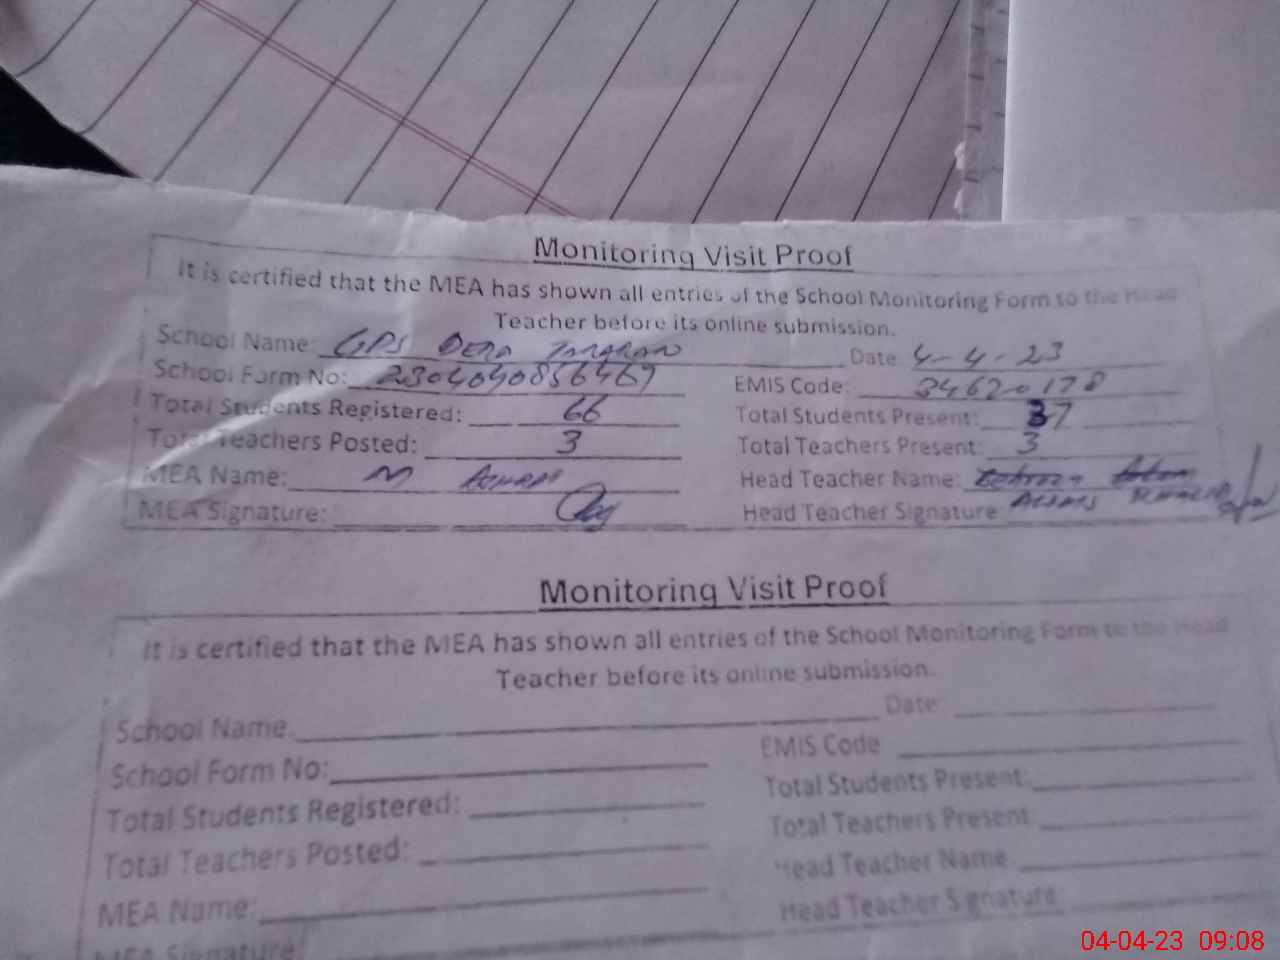 Monitoring Visit Proof
It is certified that the MEA has shown all entries of the School Monitoring Form to the Head
Teacher before its online submission.
School Name: GPS DERA Date 4-4-23
School Form No: 2304040856467 EMIS Code: 34620178
Total Students Registered: 66 Total Students Present: 37
Total Teachers Posted: 3 Total Teachers Present: 3
MEA Name: M Head Teacher Name:
MEA Signature: Head Teacher Signature
Monitoring Visit Proof
It is certified that the MEA has shown all entries of the School Monitoring Form to the Head
Teacher before its online submission.
School Name Date
School Form No: EMIS Code
Total Students Registered: Total Students Present:
Total Teachers Posted: Total Teachers Present
MEA Name: Head Teacher Name
MEA Signature: Head Teacher Signature
04-04-23 09:08